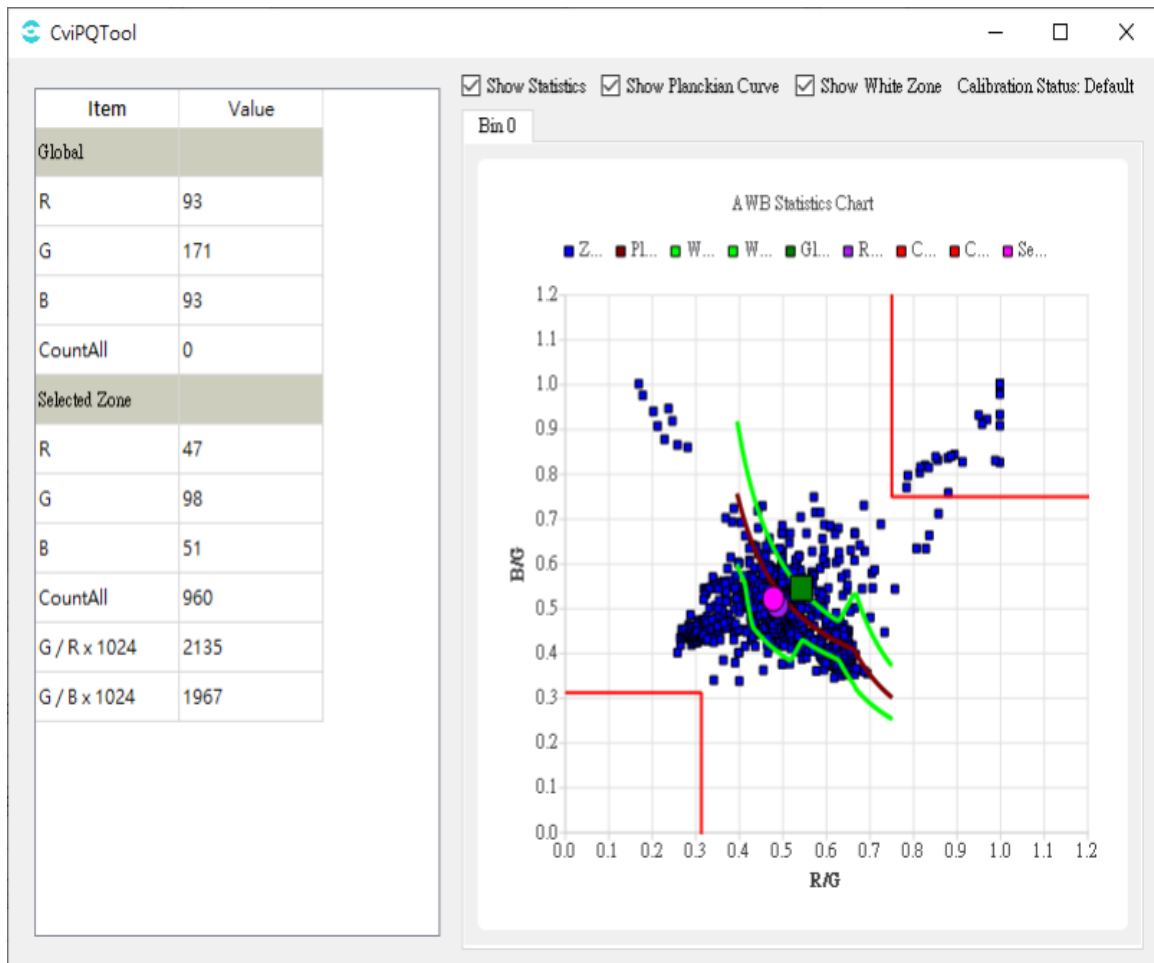 CviPQTool
Show Statistics Show Planckian Curve Show White Zone Calibration Status: Default
Item Value
Global
R 93
G 171
B 93
CountAll 0
Selected Zone
R 47
G 98
B 51
CountAll 960
G / R x 1024 2135
G / B x 1024 1967
Bin 0
AWB Statistics Chart
Z... Pl... W... W... Gl... R... C... C... Se...
1.2
1.1
1.0
0.9
0.8
0.7
0.6
0.5
0.4
0.3
0.2
0.1
0.0
B/G
0.0 0.1 0.2 0.3 0.4 0.5 0.6 0.7 0.8 0.9 1.0 1.1 1.2
R/G